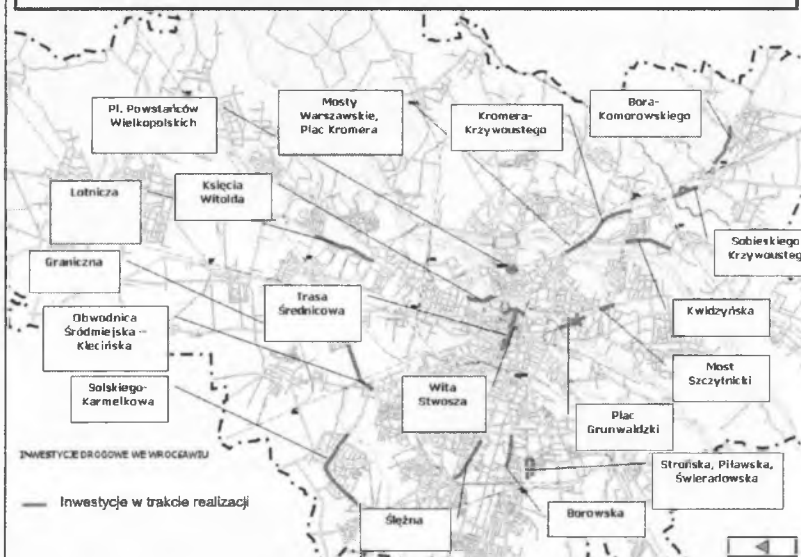 Pl. Powstańców
Wielkopolskich
Mosty
Warszawskie,
Plac Kromera
Kromera-
Krzywoustego
Bora-
Komorowskiego
Lotnicza
Księcia
Witolda
Sobieskiego
Krzywousteg
Graniczna
Trasa
Średnicowa
Kwidzyńska
Obwodnica
Śródmiejska –
Klecińska
Most
Szczytnicki
Solskiego-
Karmelkowa
Wita
Stwosza
Plac
Grunwaldzki
INWESTYCJE DROGOWE WE WROCŁAWIU
Strońska, Piławska,
Świeradowska
Inwestycje w trakcie realizacji
Ślężna
Borowska